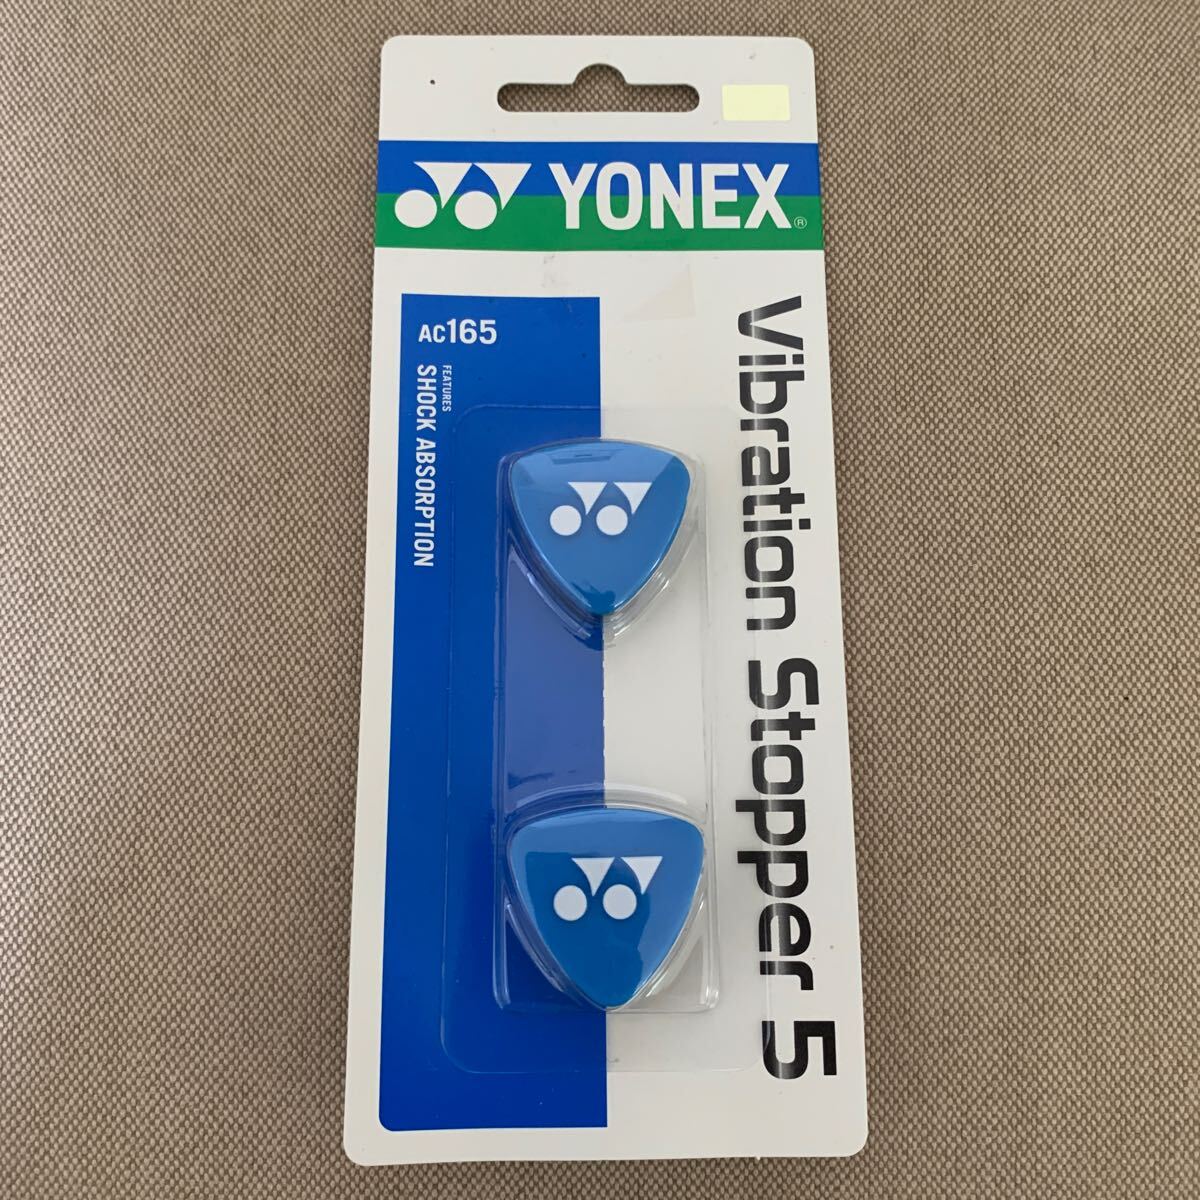 YONEX®
AC165
FEATURES
SHOCK ABSORPTION
Vibration Stopper 5